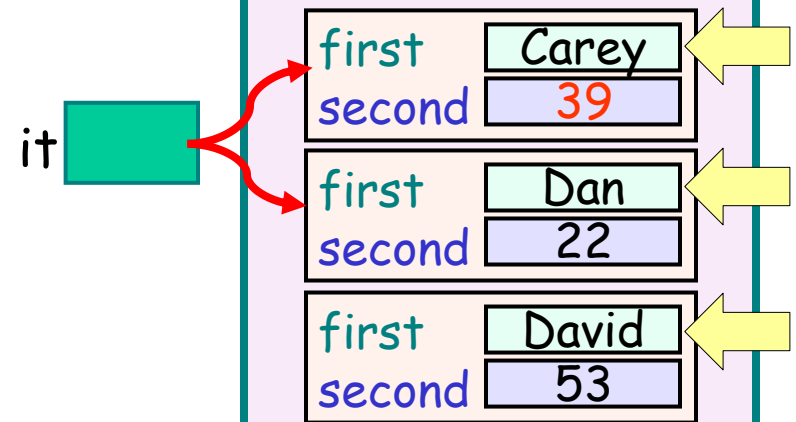 first Carey
second 39
it
first Dan
second 22
first David
second 53